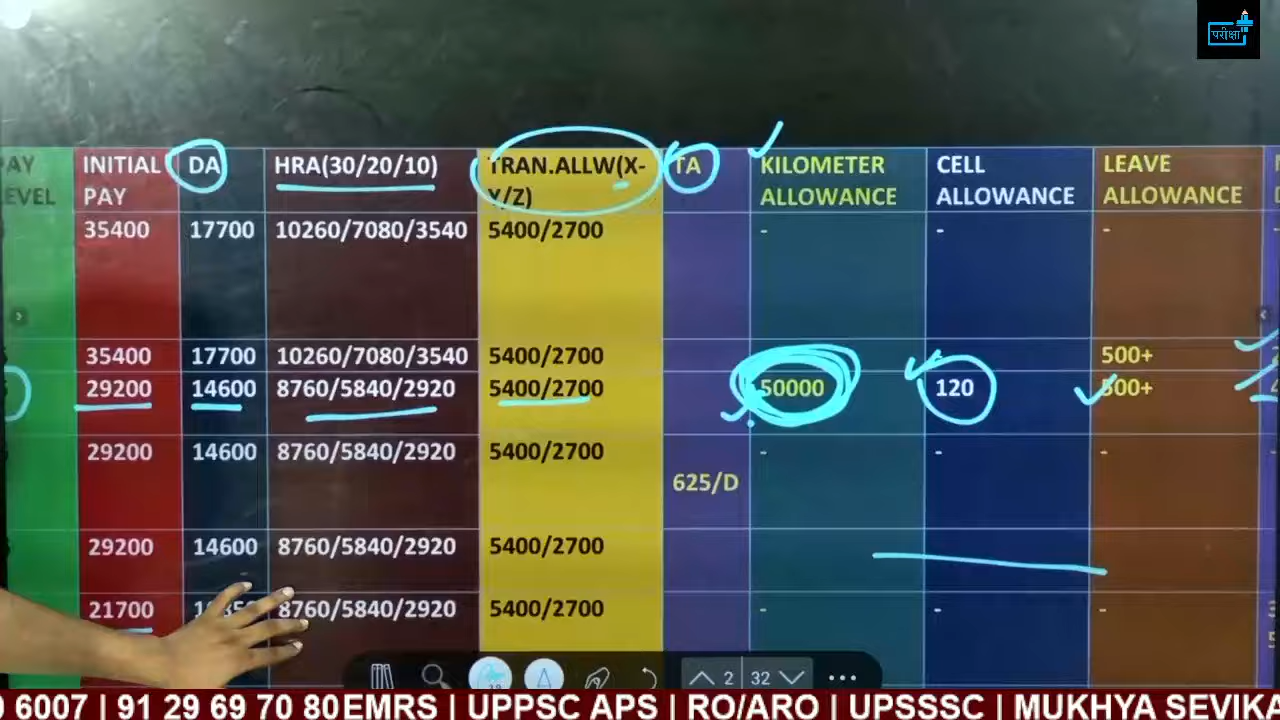 परीक्षा
PAY LEVEL INITIAL PAY DA HRA(30/20/10) TRAN.ALLW(X-Y/Z) TA KILOMETER ALLOWANCE CELL ALLOWANCE LEAVE ALLOWANCE
35400 17700 10260/7080/3540 5400/2700 - - -
35400 17700 10260/7080/3540 5400/2700 500+
29200 14600 8760/5840/2920 5400/2700 50000 120 500+
29200 14600 8760/5840/2920 5400/2700 - - -
625/D
29200 14600 8760/5840/2920 5400/2700
21700 8760/5840/2920 5400/2700 - - -
2 32
6007 | 91 29 69 70 80 EMRS | UPPSC APS | RO/ARO | UPSSSC | MUKHYA SEVIKA